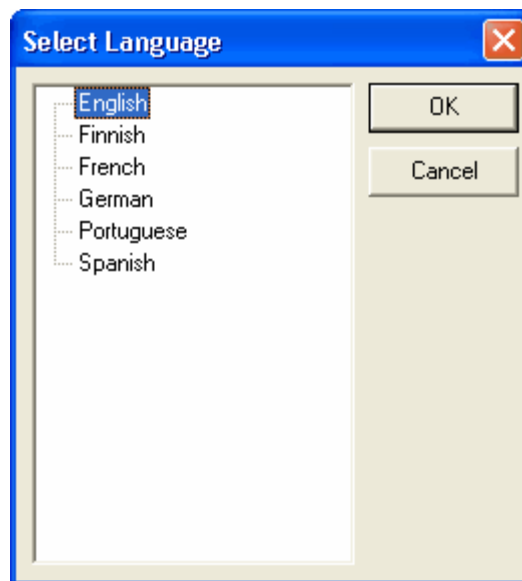 Select Language
English
Finnish
French
German
Portuguese
Spanish
OK
Cancel